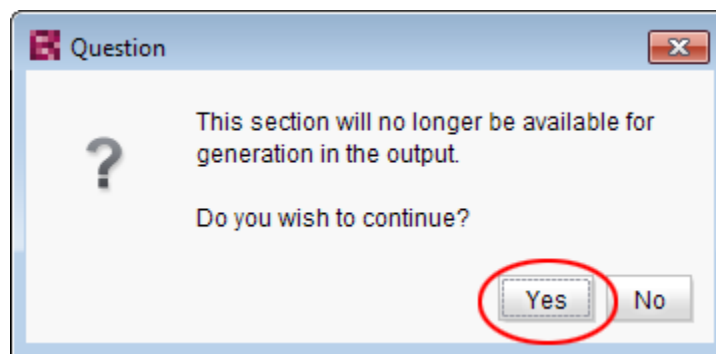 Question
This section will no longer be available for
generation in the output.
Do you wish to continue?
Yes No